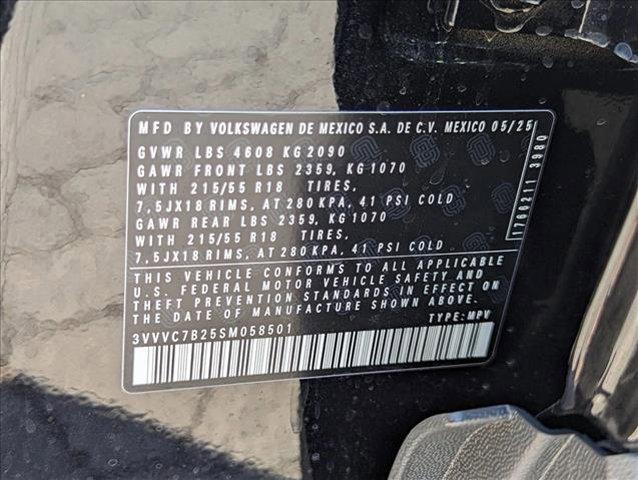 MFD BY VOLKSWAGEN DE MEXICO S.A. DE C.V. MEXICO 05/25
GVWR LBS 4608 KG 2090
GAWR FRONT LBS 2359, KG 1070
WITH 215/55 R18 TIRES,
7,5JX18 RIMS, AT 280 KPA, 41 PSI COLD
GAWR REAR LBS 2359, KG 1070
WITH 215/55 R18 TIRES,
7,5JX18 RIMS, AT 280 KPA, 41 PSI COLD
THIS VEHICLE CONFORMS TO ALL APPLICABLE
U.S. FEDERAL MOTOR VEHICLE SAFETY AND
THEFT PREVENTION STANDARDS IN EFFECT ON
THE DATE OF MANUFACTURE SHOWN ABOVE.
3VVVC7B25SM058501 TYPE: MPV
17662113980